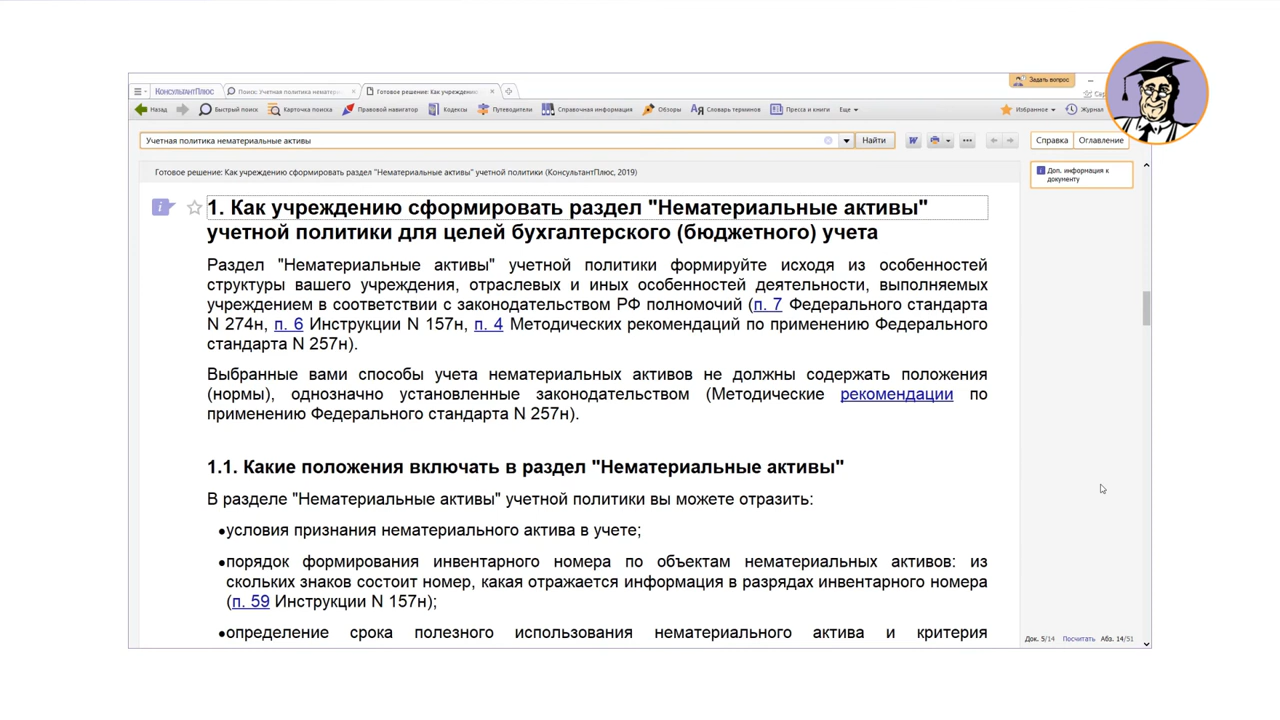 Задать вопрос
КонсультантПлюс
Поиск: Учетная политика нематер
Готовое решение: Как учреждени
Назад
Быстрый поиск
Карточка поиска
Правовой навигатор
Кодексы
Путеводители
Справочная информация
Обзоры
Словарь терминов
Пресса и книги
Еще
Избранное
Журнал
Учетная политика нематериальные активы
Найти
Справка
Оглавление
Готовое решение: Как учреждению сформировать раздел "Нематериальные активы" учетной политики (КонсультантПлюс, 2019)
Доп. информация к
документу
1. Как учреждению сформировать раздел "Нематериальные активы"
учетной политики для целей бухгалтерского (бюджетного) учета
Раздел "Нематериальные активы" учетной политики формируйте исходя из особенностей
структуры вашего учреждения, отраслевых и иных особенностей деятельности, выполняемых
учреждением в соответствии с законодательством РФ полномочий (п. 7 Федерального стандарта
N 274н, п. 6 Инструкции N 157н, п. 4 Методических рекомендаций по применению Федерального
стандарта N 257н).
Выбранные вами способы учета нематериальных активов не должны содержать положения
(нормы), однозначно установленные законодательством (Методические рекомендации по
применению Федерального стандарта N 257н).
1.1. Какие положения включать в раздел "Нематериальные активы"
В разделе "Нематериальные активы" учетной политики вы можете отразить:
•условия признания нематериального актива в учете;
•порядок формирования инвентарного номера по объектам нематериальных активов: из
скольких знаков состоит номер, какая отражается информация в разрядах инвентарного номера
(п. 59 Инструкции N 157н);
•определение срока полезного использования нематериального актива и критерия
Док. 5/14 Посчитать Абз. 14/51